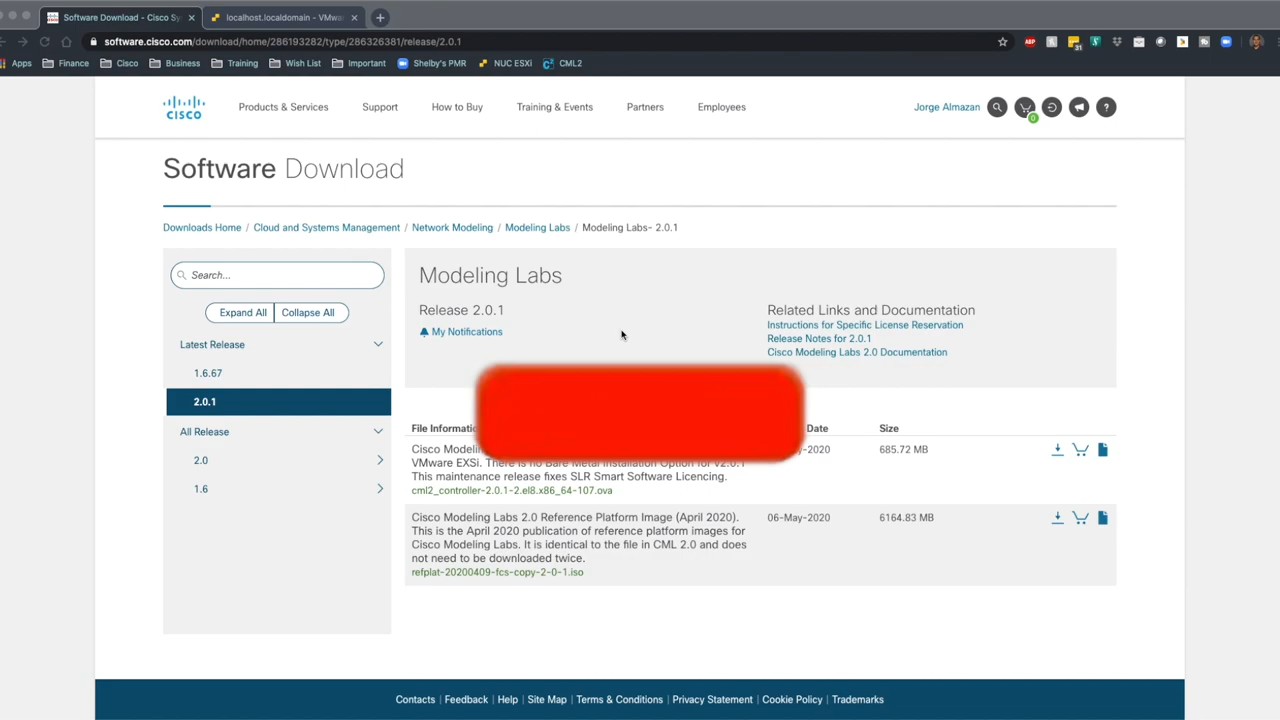 Software Download - Cisco Sy
localhost.localdomain - VMwa
software.cisco.com/download/home/286193282/type/286326381/release/2.0.1
ABP
31
Apps Finance Cisco Business Training Wish List Important Shelby's PMR NUC ESXi CML2
CISCO
Products & Services Support How to Buy Training & Events Partners Employees
Jorge Almazan
0
?
Software Download
Downloads Home / Cloud and Systems Management / Network Modeling / Modeling Labs / Modeling Labs- 2.0.1
Search...
Expand All Collapse All
Latest Release
1.6.67
2.0.1
All Release
2.0
1.6
Modeling Labs
Release 2.0.1
My Notifications
Related Links and Documentation
Instructions for Specific License Reservation
Release Notes for 2.0.1
Cisco Modeling Labs 2.0 Documentation
File Date Size
Cisco
VMware EXSi. There is no Bare Metal Installation Option for v2.0.1
This maintenance release fixes SLR Smart Software Licencing.
cml2_controller-2.0.1-2.el8.x86_64-107.ova
-2020
685.72 MB
Cisco Modeling Labs 2.0 Reference Platform Image (April 2020).
This is the April 2020 publication of reference platform images for
Cisco Modeling Labs. It is identical to the file in CML 2.0 and does
not need to be downloaded twice.
refplat-20200409-fcs-copy-2-0-1.iso
06-May-2020
6164.83 MB
Contacts | Feedback | Help | Site Map | Terms & Conditions | Privacy Statement | Cookie Policy | Trademarks